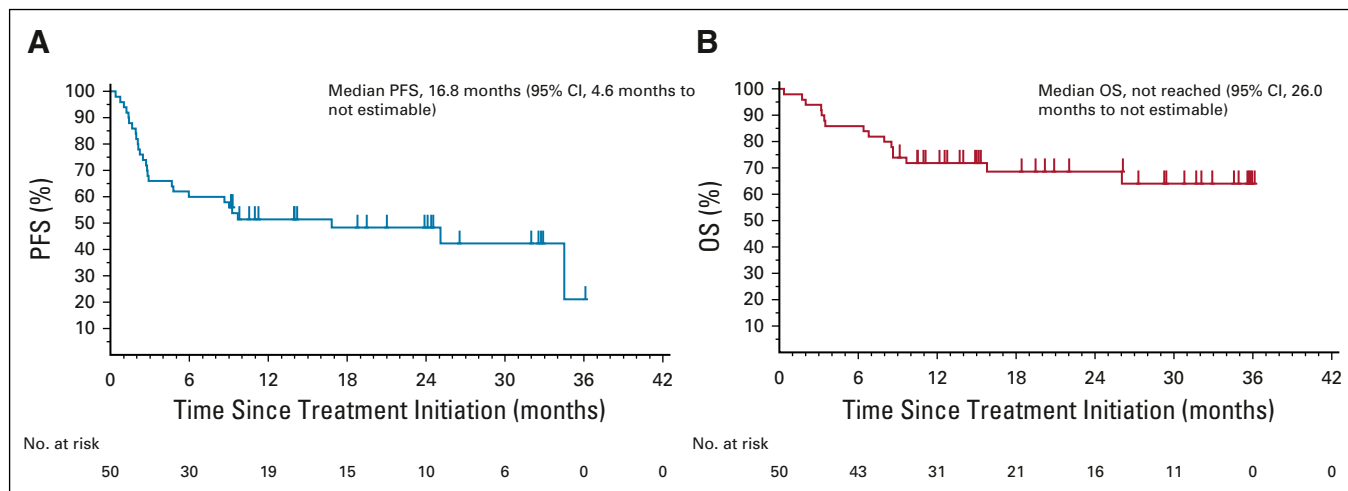 A
Median PFS, 16.8 months (95% CI, 4.6 months to
not estimable)
PFS (%)
100
90
80
70
60
50
40
30
20
10
0 6 12 18 24 30 36 42
Time Since Treatment Initiation (months)
No. at risk
50 30 19 15 10 6 0 0
B
Median OS, not reached (95% CI, 26.0
months to not estimable)
OS (%)
100
90
80
70
60
50
40
30
20
10
0 6 12 18 24 30 36 42
Time Since Treatment Initiation (months)
No. at risk
50 43 31 21 16 11 0 0